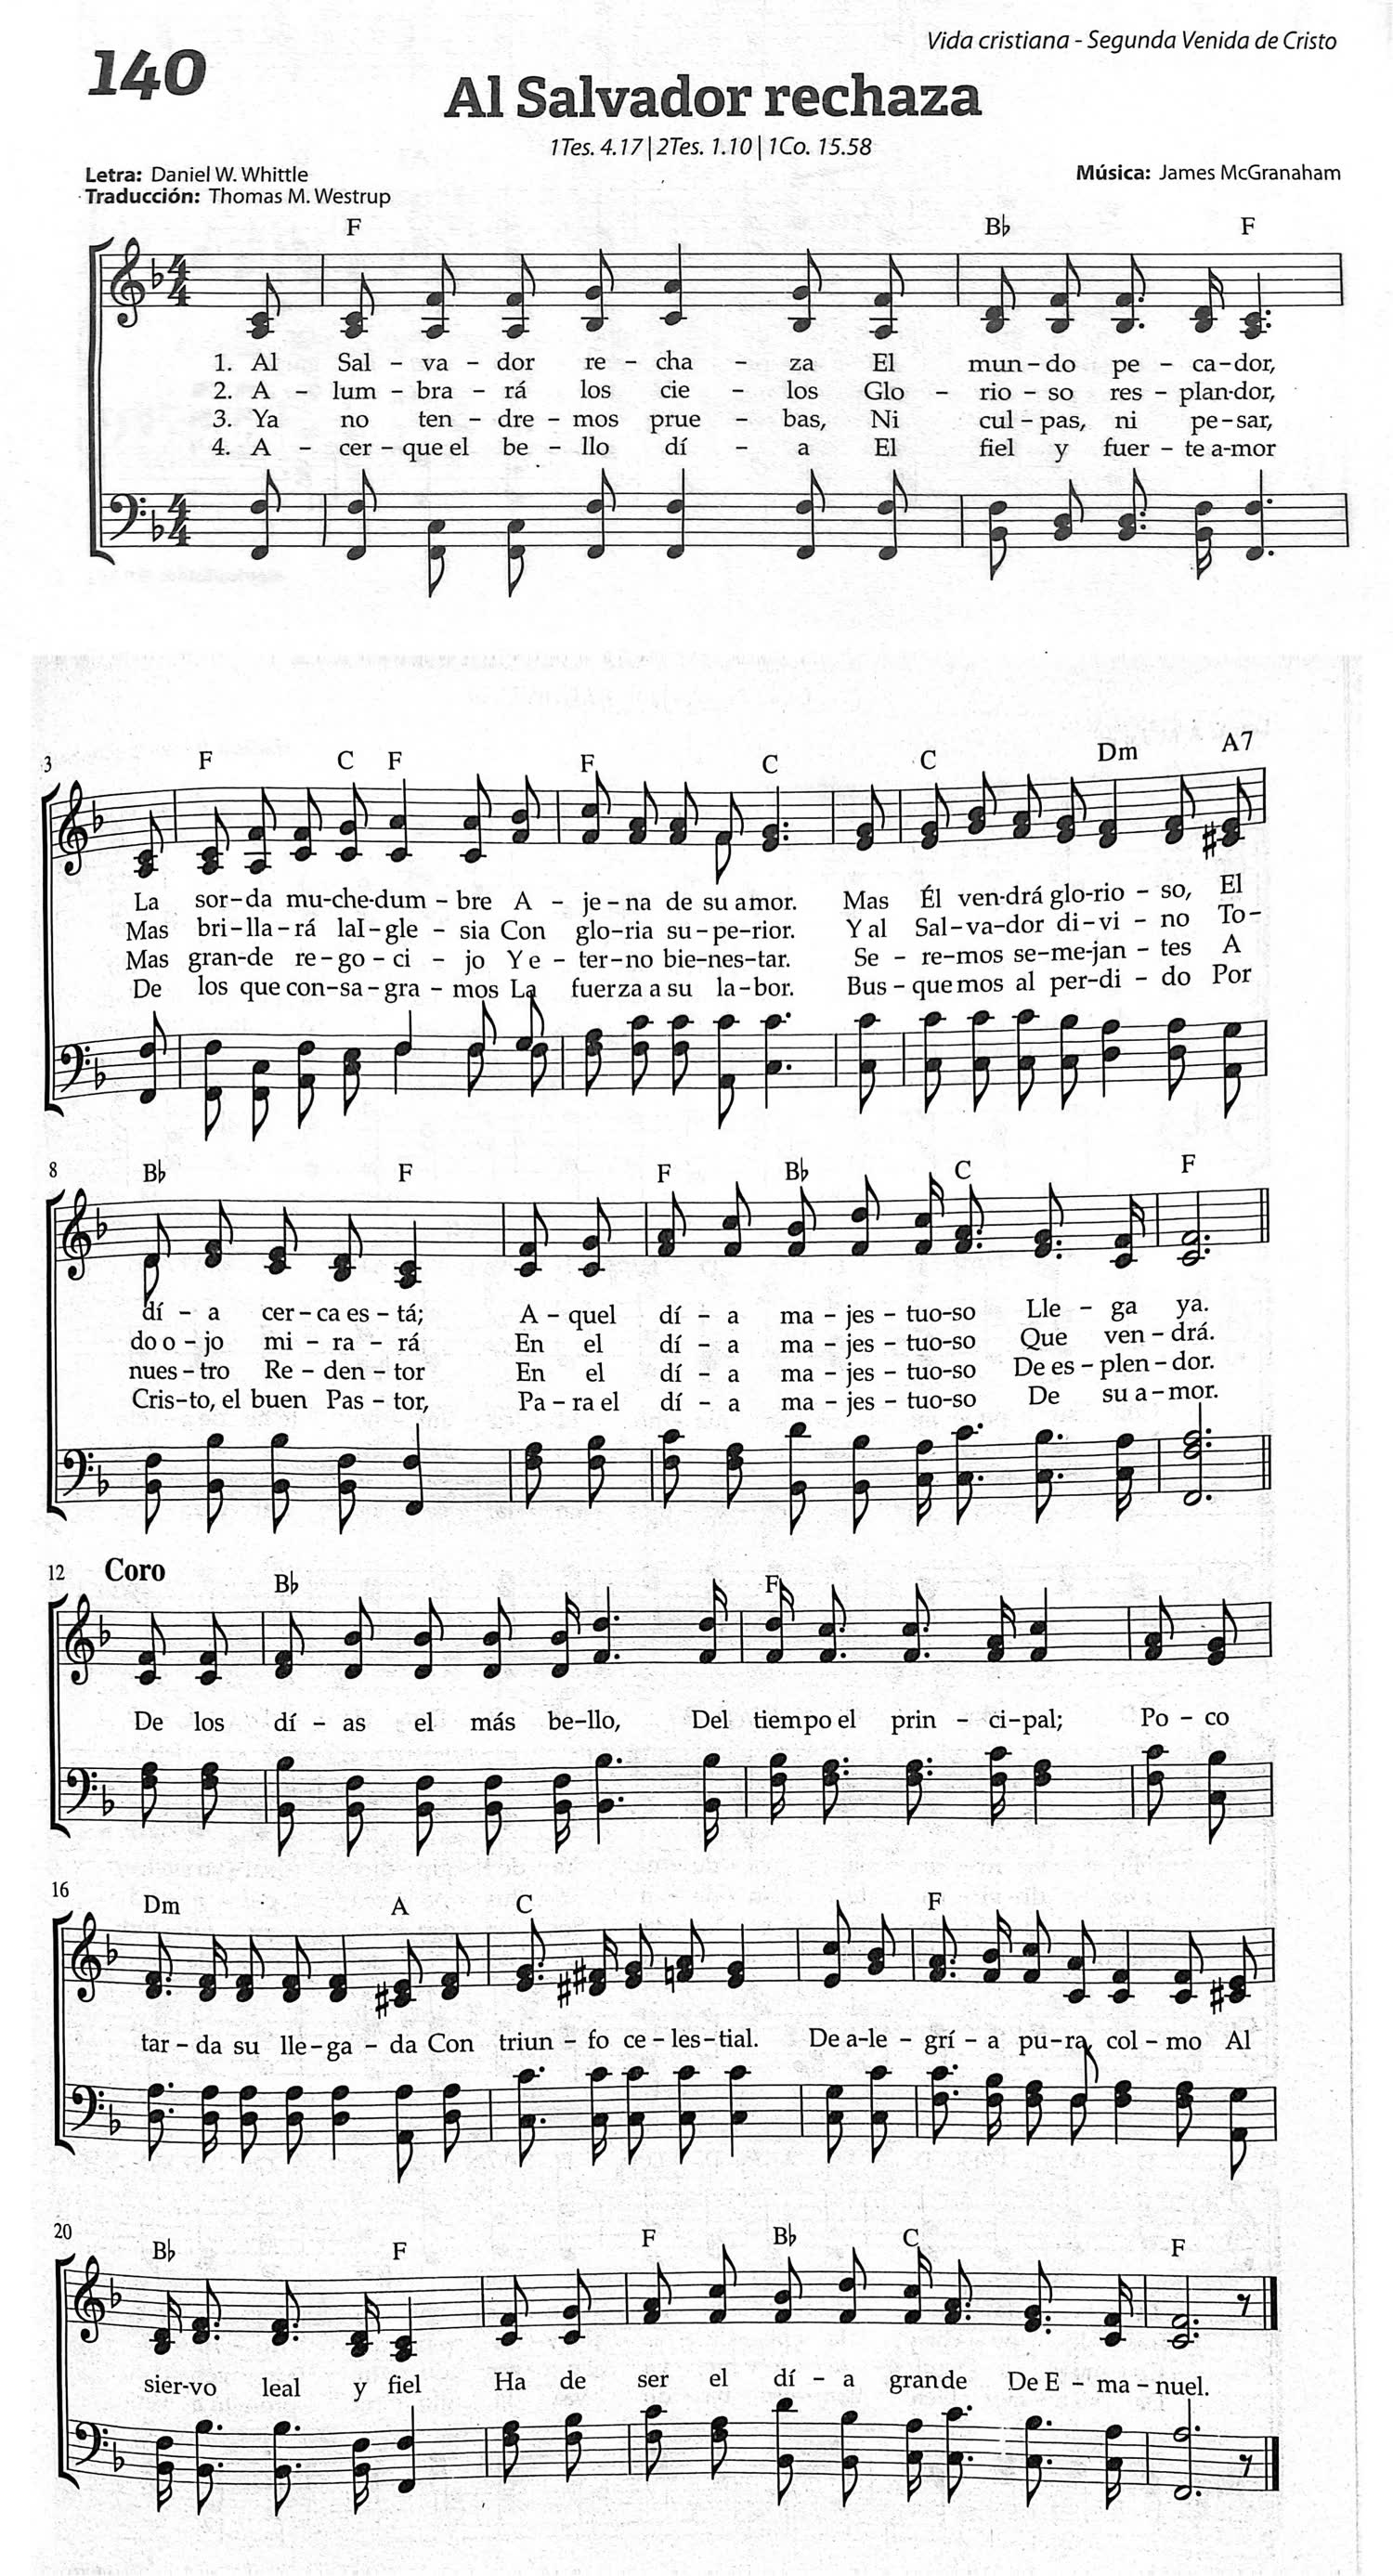 Vida cristiana - Segunda Venida de Cristo
140
Al Salvador rechaza
1Tes. 4.17 | 2Tes. 1.10 | 1Co. 15.58
Letra: Daniel W. Whittle
Música: James McGranaham
Traducción: Thomas M. Westrup
F B♭ F
1. Al Sal – va – dor re – cha – za El mun – do pe – ca – dor,
2. A – lum – bra – rá los cie – los Glo – rio – so res – plan-dor,
3. Ya no ten – dre – mos prue – bas, Ni cul – pas, ni pe – sar,
4. A – cer – que el be – llo dí – a El fiel y fuer – te a-mor
3
F C F F C C Dm A7
La sor – da mu-che-dum – bre A – je – na de su amor. Mas Él ven-drá glo-rio – so, El
Mas bri – lla – rá laI – gle – sia Con glo – ria su – pe – rior. Y al Sal – va – dor di – vi – no To –
Mas gran-de re – go – ci – jo Y e – ter – no bie – nes – tar. Se – re-mos se-me-jan – tes A
De los que con – sa – gra – mos La fuerza a su la – bor. Bus – quemos al per-di – do Por
8
B♭ F F B♭ C F
dí – a cer – ca es – tá; A – quel dí – a ma – jes – tuo-so Lle – ga ya.
do o – jo mi – ra – rá En el dí – a ma – jes – tuo-so Que ven – drá.
nues – tro Re – den – tor En el dí – a ma – jes – tuo-so De es – plen – dor.
Cris – to, el buen Pas – tor, Pa – ra el dí – a ma – jes – tuo-so De su a – mor.
12
Coro
B♭ F
De los dí – as el más be – llo, Del tiempo el prin – ci – pal; Po – co
16
Dm A C F
tar – da su lle – ga – da Con triun – fo ce – les – tial. De a-le – grí – a pu – ra, col – mo Al
20
B♭ F F B♭ C F
sier-vo leal y fiel Ha de ser el dí – a grande De E – ma – nuel.